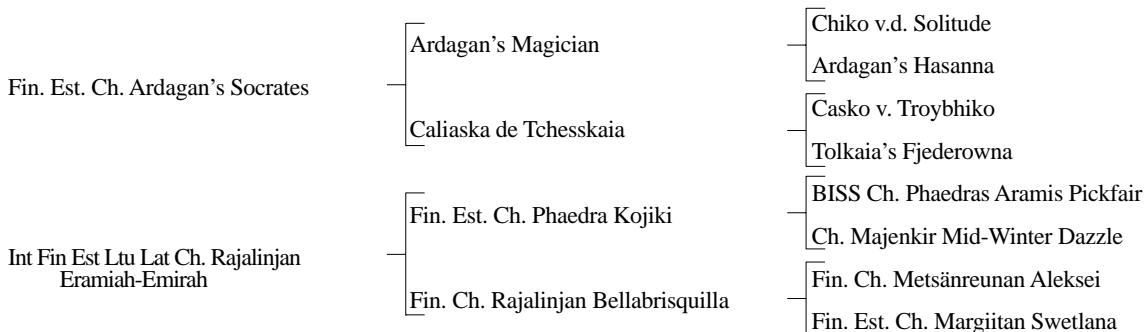 Chiko v.d. Solitude
Ardagan’s Magician
Ardagan’s Hasanna
Fin. Est. Ch. Ardagan’s Socrates
Casko v. Troybhiko
Caliaska de Tchesskaia
Tolkaia’s Fjederowna
BISS Ch. Phaedras Aramis Pickfair
Fin. Est. Ch. Phaedra Kojiki
Ch. Majenkir Mid-Winter Dazzle
Int Fin Est Ltu Lat Ch. Rajalinjan
Eramiah-Emirah
Fin. Ch. Metsänreunan Aleksei
Fin. Ch. Rajalinjan Bellabrisquilla
Fin. Est. Ch. Margiitan Swetlana